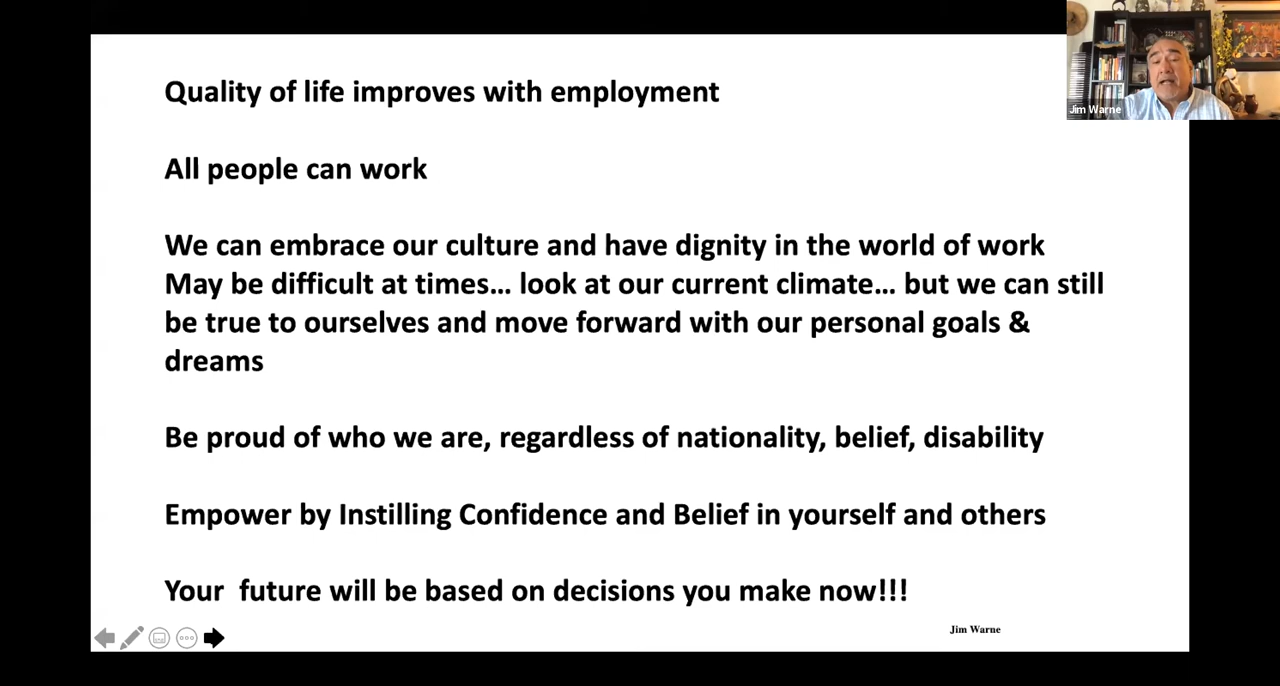 Quality of life improves with employment
All people can work
We can embrace our culture and have dignity in the world of work
May be difficult at times... look at our current climate... but we can still
be true to ourselves and move forward with our personal goals &
dreams
Be proud of who we are, regardless of nationality, belief, disability
Empower by Instilling Confidence and Belief in yourself and others
Your  future will be based on decisions you make now!!!
Jim Warne
Jim Warne